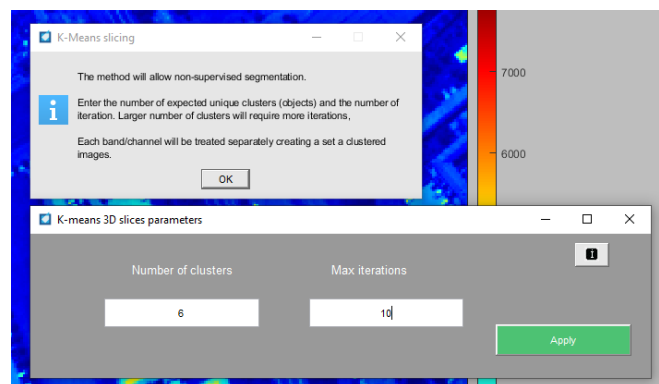 K-Means slicing
The method will allow non-supervised segmentation.
Enter the number of expected unique clusters (objects) and the number of
iteration. Larger number of clusters will require more iterations,
Each band/channel will be treated separately creating a set a clustered
images.
OK
7000
6000
K-means 3D slices parameters
Number of clusters
Max iterations
6
10
Apply